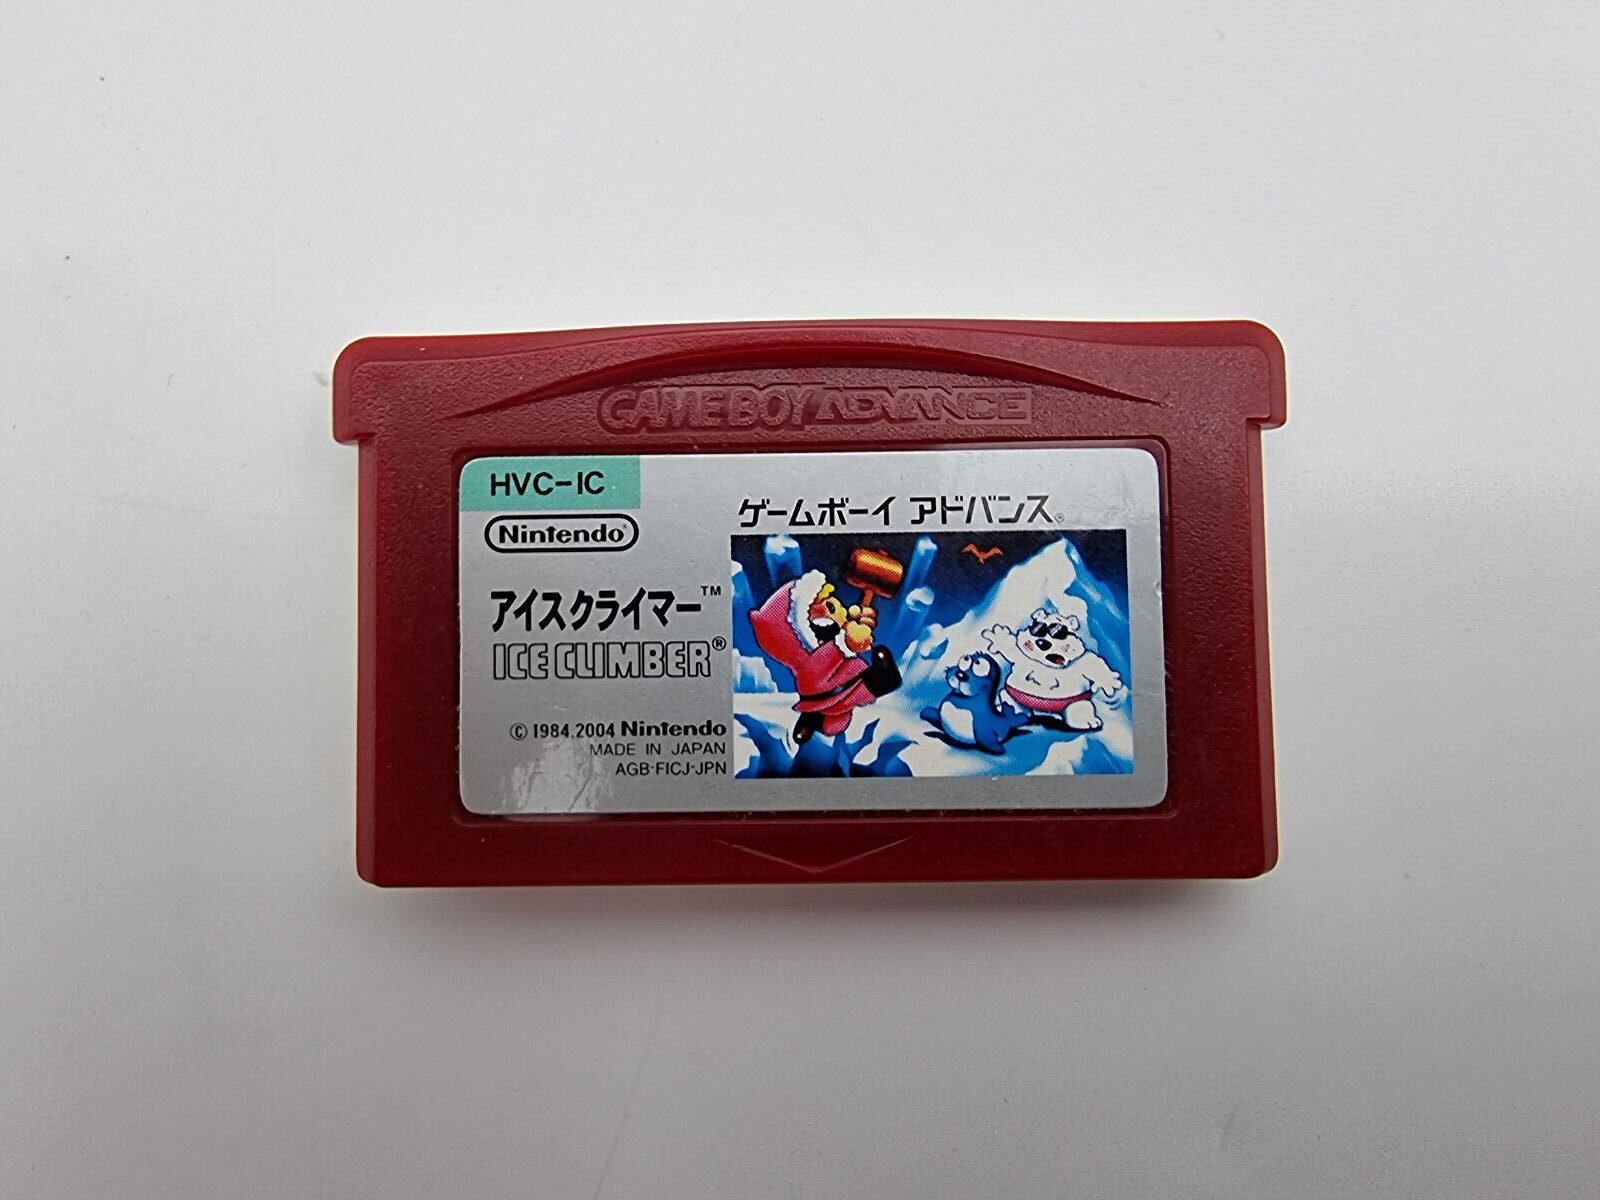 GAME BOY ADVANCE
HVC-IC
Nintendo®
ゲームボーイ アドバンス®
アイスクライマー™
ICE CLIMBER®
© 1984,2004 Nintendo
MADE IN JAPAN
AGB-FICJ-JPN